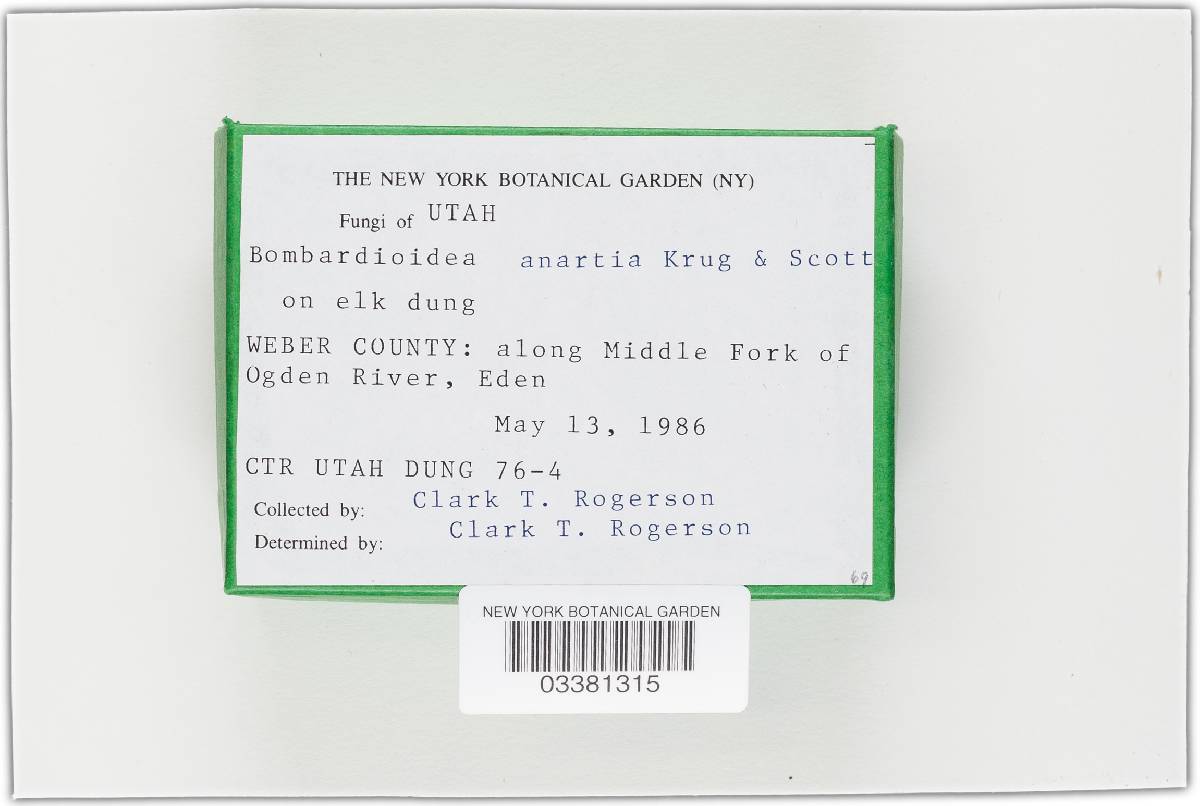 THE NEW YORK BOTANICAL GARDEN (NY)
Fungi of UTAH
Bombardioidea anartia Krug & Scott
on elk dung
WEBER COUNTY: along Middle Fork of
Ogden River, Eden
May 13, 1986
CTR UTAH DUNG 76-4
Collected by: Clark T. Rogerson
Determined by: Clark T. Rogerson
69
NEW YORK BOTANICAL GARDEN
03381315